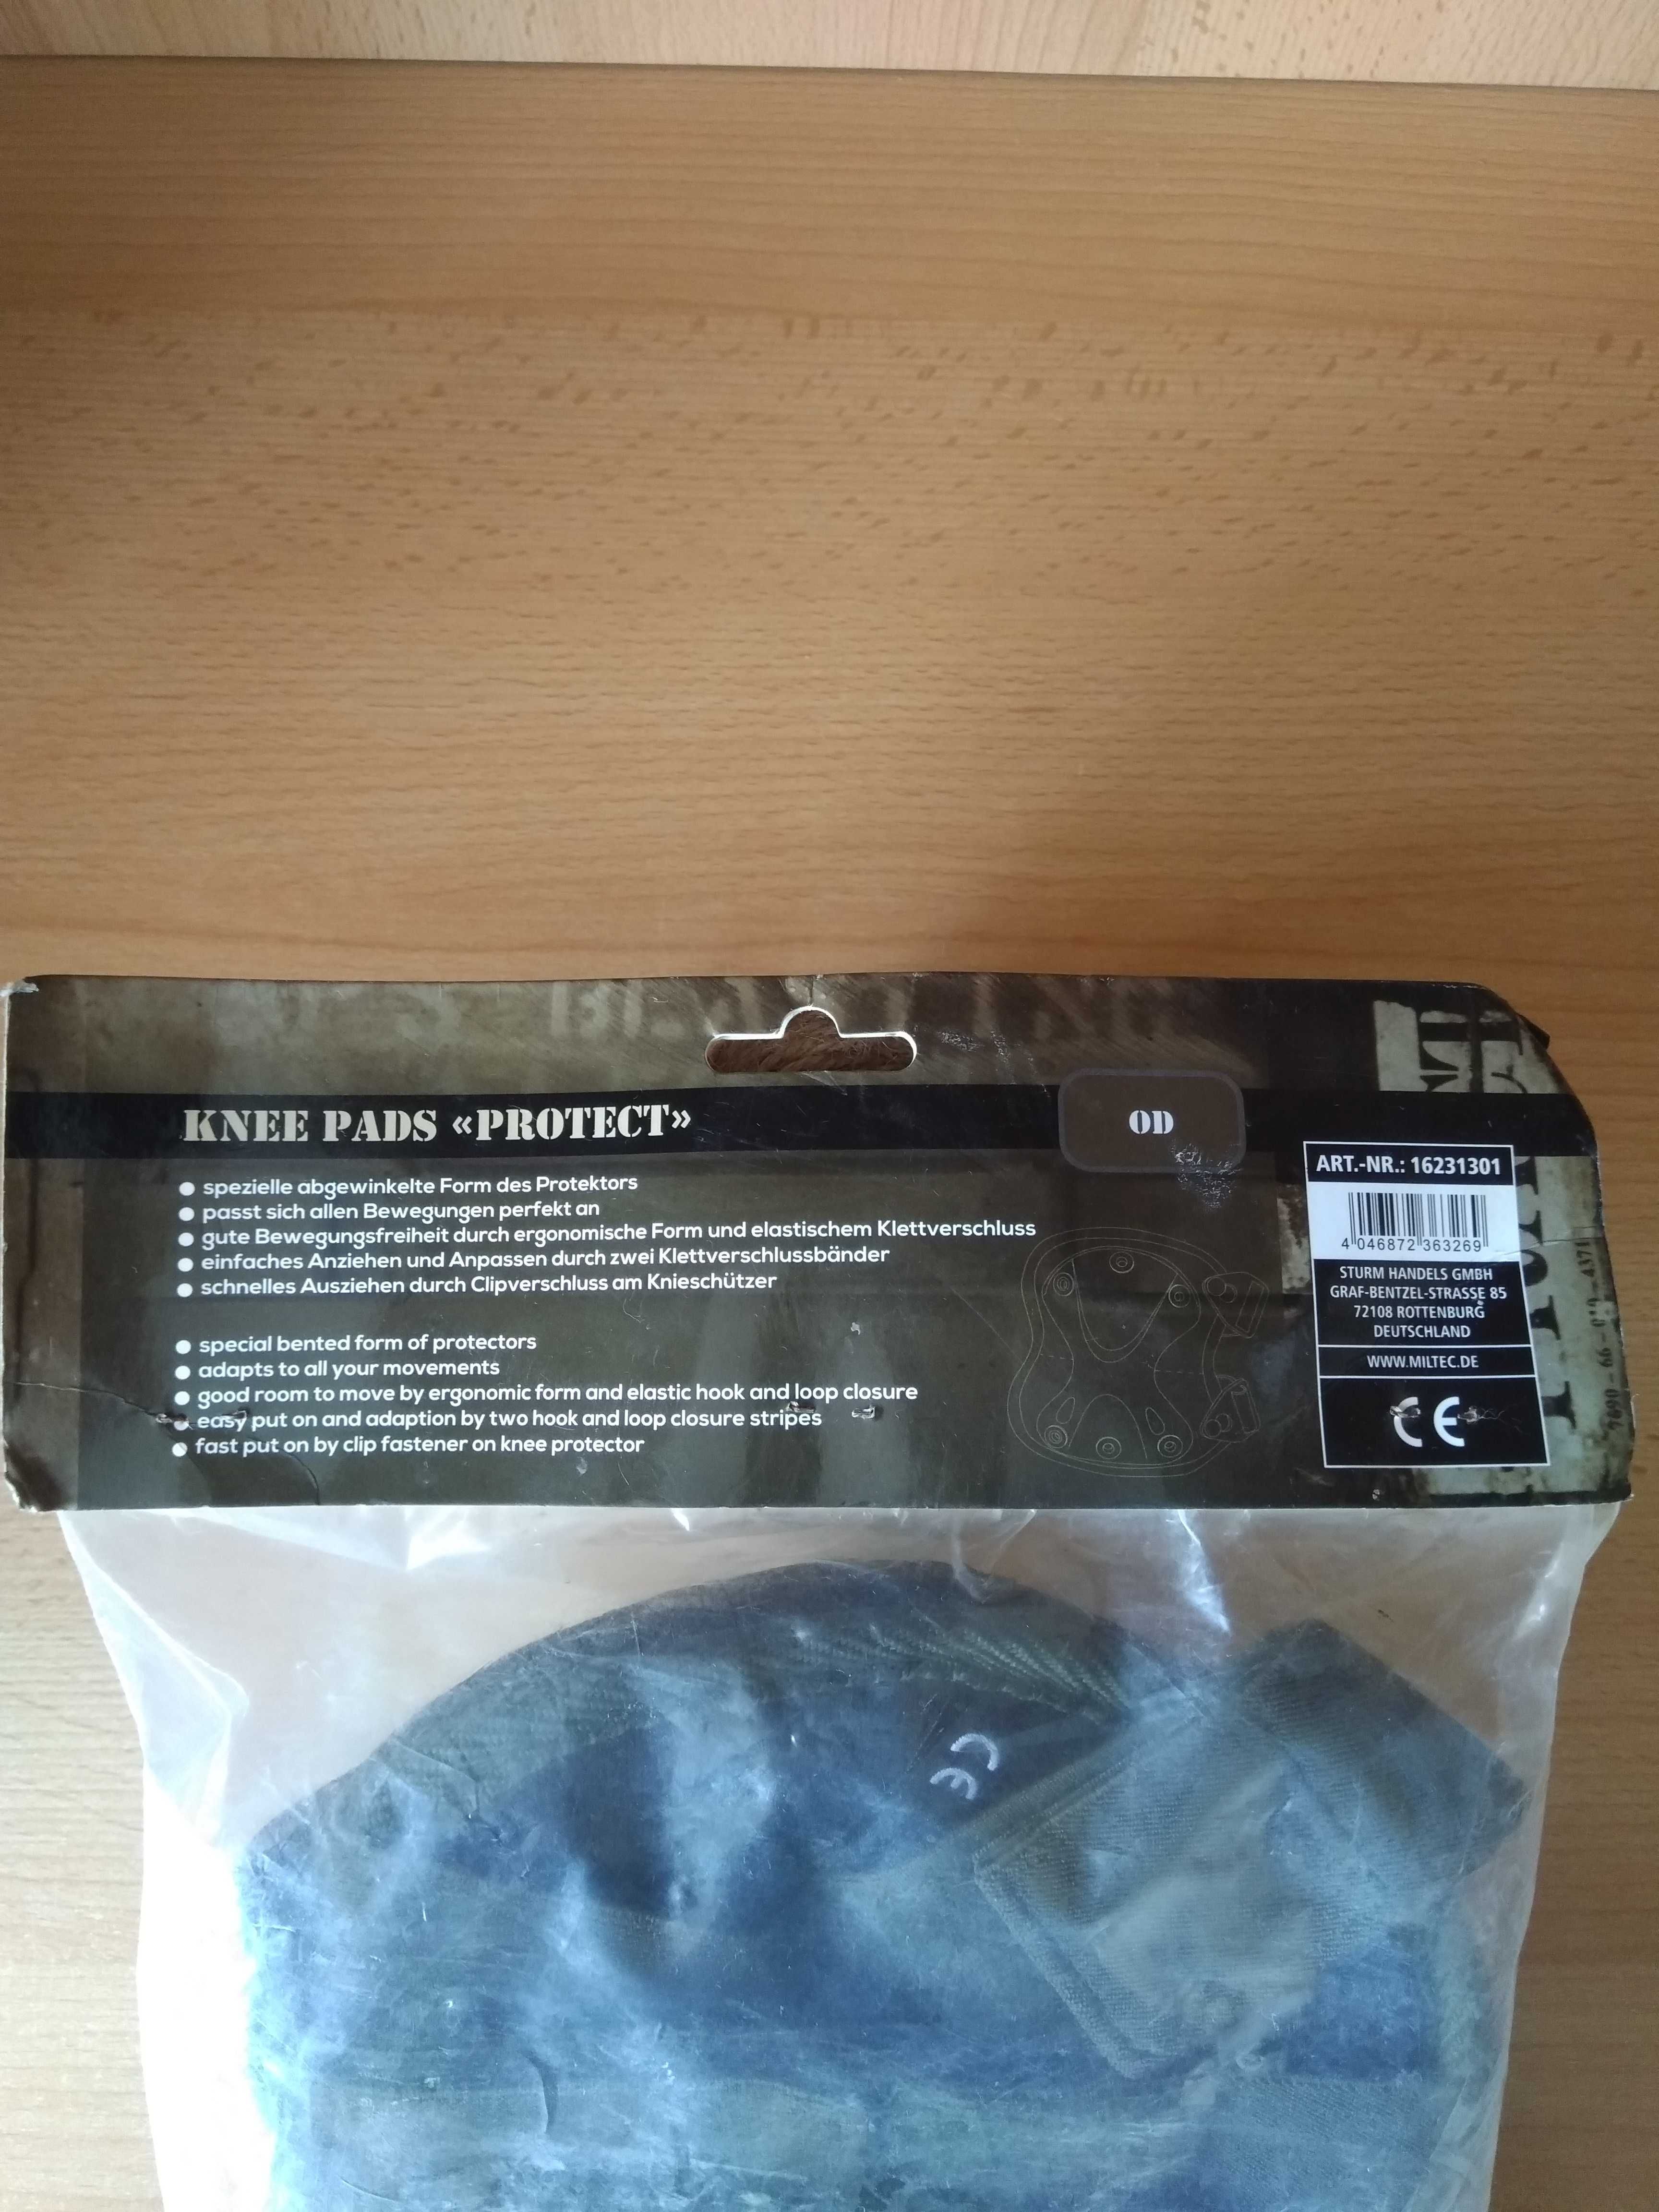 KNEE PADS «PROTECT»
OD
● spezielle abgewinkelte Form des Protektors
● passt sich allen Bewegungen perfekt an
● gute Bewegungsfreiheit durch ergonomische Form und elastischem Klettverschluss
● einfaches Anziehen und Anpassen durch zwei Klettverschlussbänder
● schnelles Ausziehen durch Clipverschluss am Knieschützer
● special bented form of protectors
● adapts to all your movements
● good room to move by ergonomic form and elastic hook and loop closure
● easy put on and adaption by two hook and loop closure stripes
● fast put on by clip fastener on knee protector
ART.-NR.: 16231301
4 046872 363269
STURM HANDELS GMBH
GRAF-BENTZEL-STRASSE 85
72108 ROTTENBURG
DEUTSCHLAND
WWW.MILTEC.DE
CE
CE